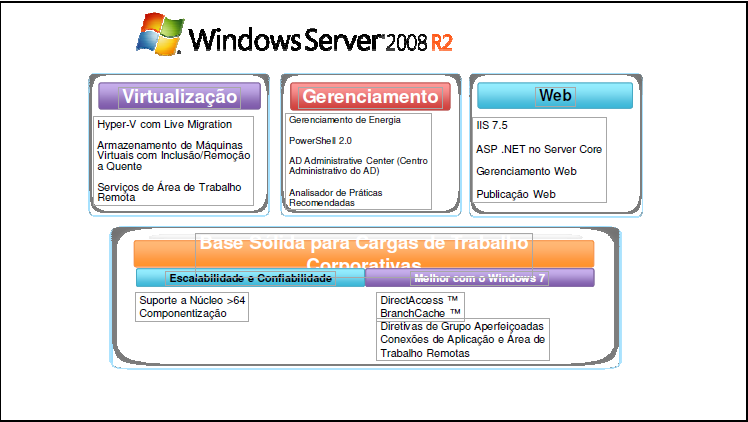 Windows Server 2008 R2
Virtualização
Hyper-V com Live Migration
Armazenamento de Máquinas
Virtuais com Inclusão/Remoção
a Quente
Serviços de Área de Trabalho
Remota
Gerenciamento
Gerenciamento de Energia
PowerShell 2.0
AD Administrative Center (Centro
Administrativo do AD)
Analisador de Práticas
Recomendadas
Web
IIS 7.5
ASP .NET no Server Core
Gerenciamento Web
Publicação Web
Base Sólida para Cargas de Trabalho
Corporativas
Escalabilidade e Confiabilidade
Suporte a Núcleo >64
Componentização
Melhor com o Windows 7
DirectAccess ™
BranchCache ™
Diretivas de Grupo Aperfeiçoadas
Conexões de Aplicação e Área de
Trabalho Remotas